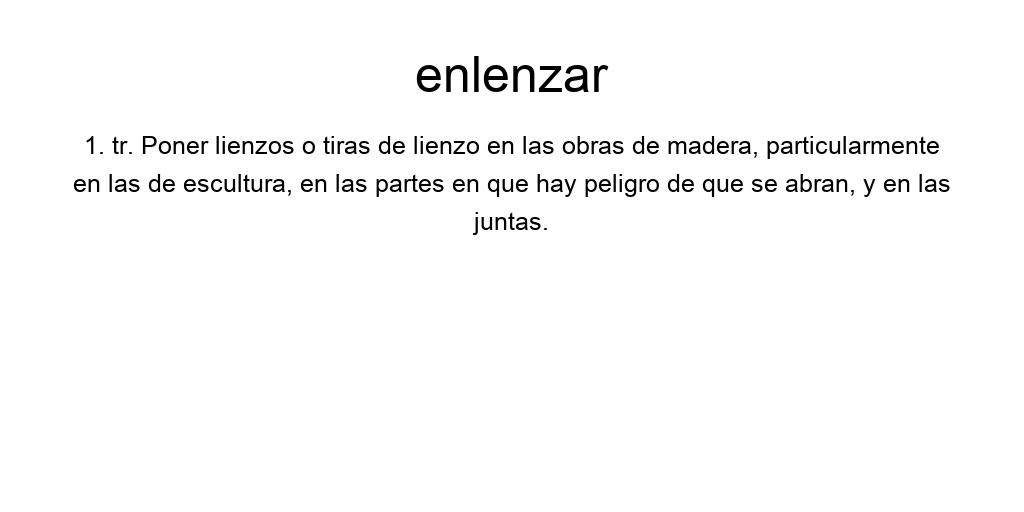 enlenzar
1. tr. Poner lienzos o tiras de lienzo en las obras de madera, particularmente
en las de escultura, en las partes en que hay peligro de que se abran, y en las
juntas.